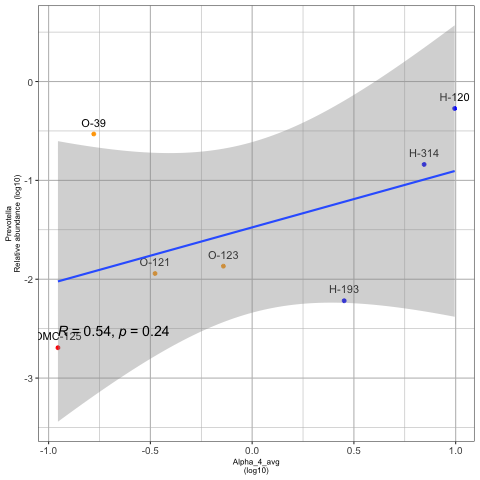 H-120
O-39
H-314
O-123
O-121
H-193
OMC-125
R = 0.54, p = 0.24
0
-1
-2
-3
-1.0
-0.5
0.0
0.5
1.0
Prevotella
Relative abundance (log10)
Alpha_4_avg
(log10)